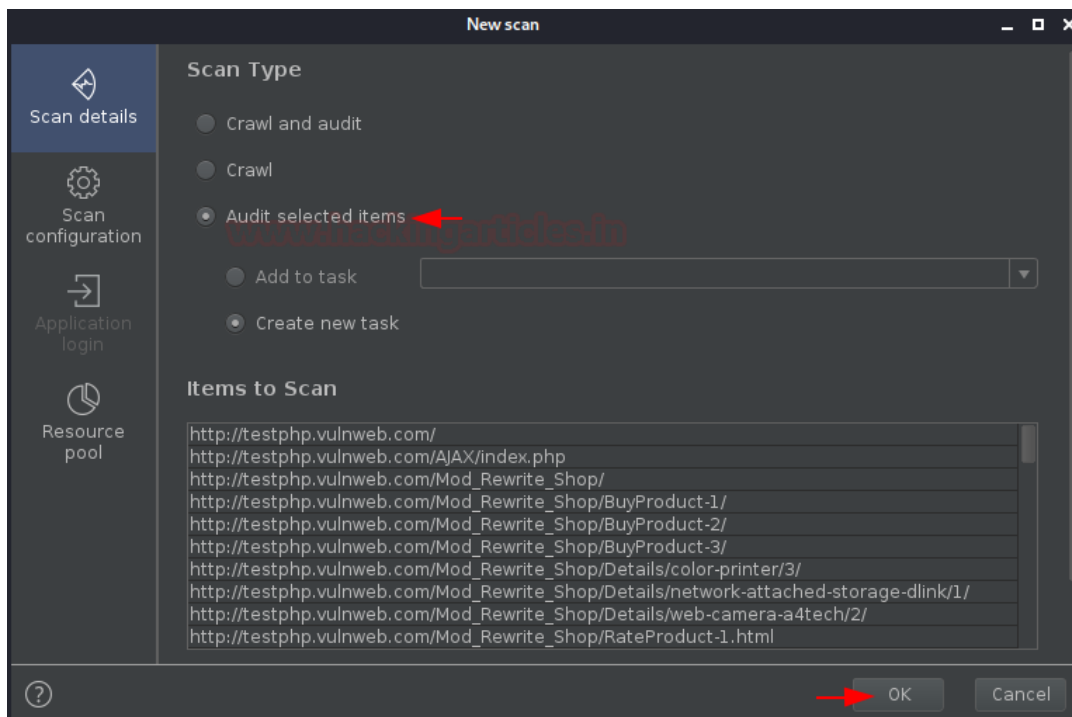 New scan
Scan details
Scan configuration
Application login
Resource pool
Scan Type
Crawl and audit
Crawl
Audit selected items
www.hackingarticles.in
Add to task
Create new task
Items to Scan
http://testphp.vulnweb.com/
http://testphp.vulnweb.com/AJAX/index.php
http://testphp.vulnweb.com/Mod_Rewrite_Shop/
http://testphp.vulnweb.com/Mod_Rewrite_Shop/BuyProduct-1/
http://testphp.vulnweb.com/Mod_Rewrite_Shop/BuyProduct-2/
http://testphp.vulnweb.com/Mod_Rewrite_Shop/BuyProduct-3/
http://testphp.vulnweb.com/Mod_Rewrite_Shop/Details/color-printer/3/
http://testphp.vulnweb.com/Mod_Rewrite_Shop/Details/network-attached-storage-dlink/1/
http://testphp.vulnweb.com/Mod_Rewrite_Shop/Details/web-camera-a4tech/2/
http://testphp.vulnweb.com/Mod_Rewrite_Shop/RateProduct-1.html
?
OK
Cancel